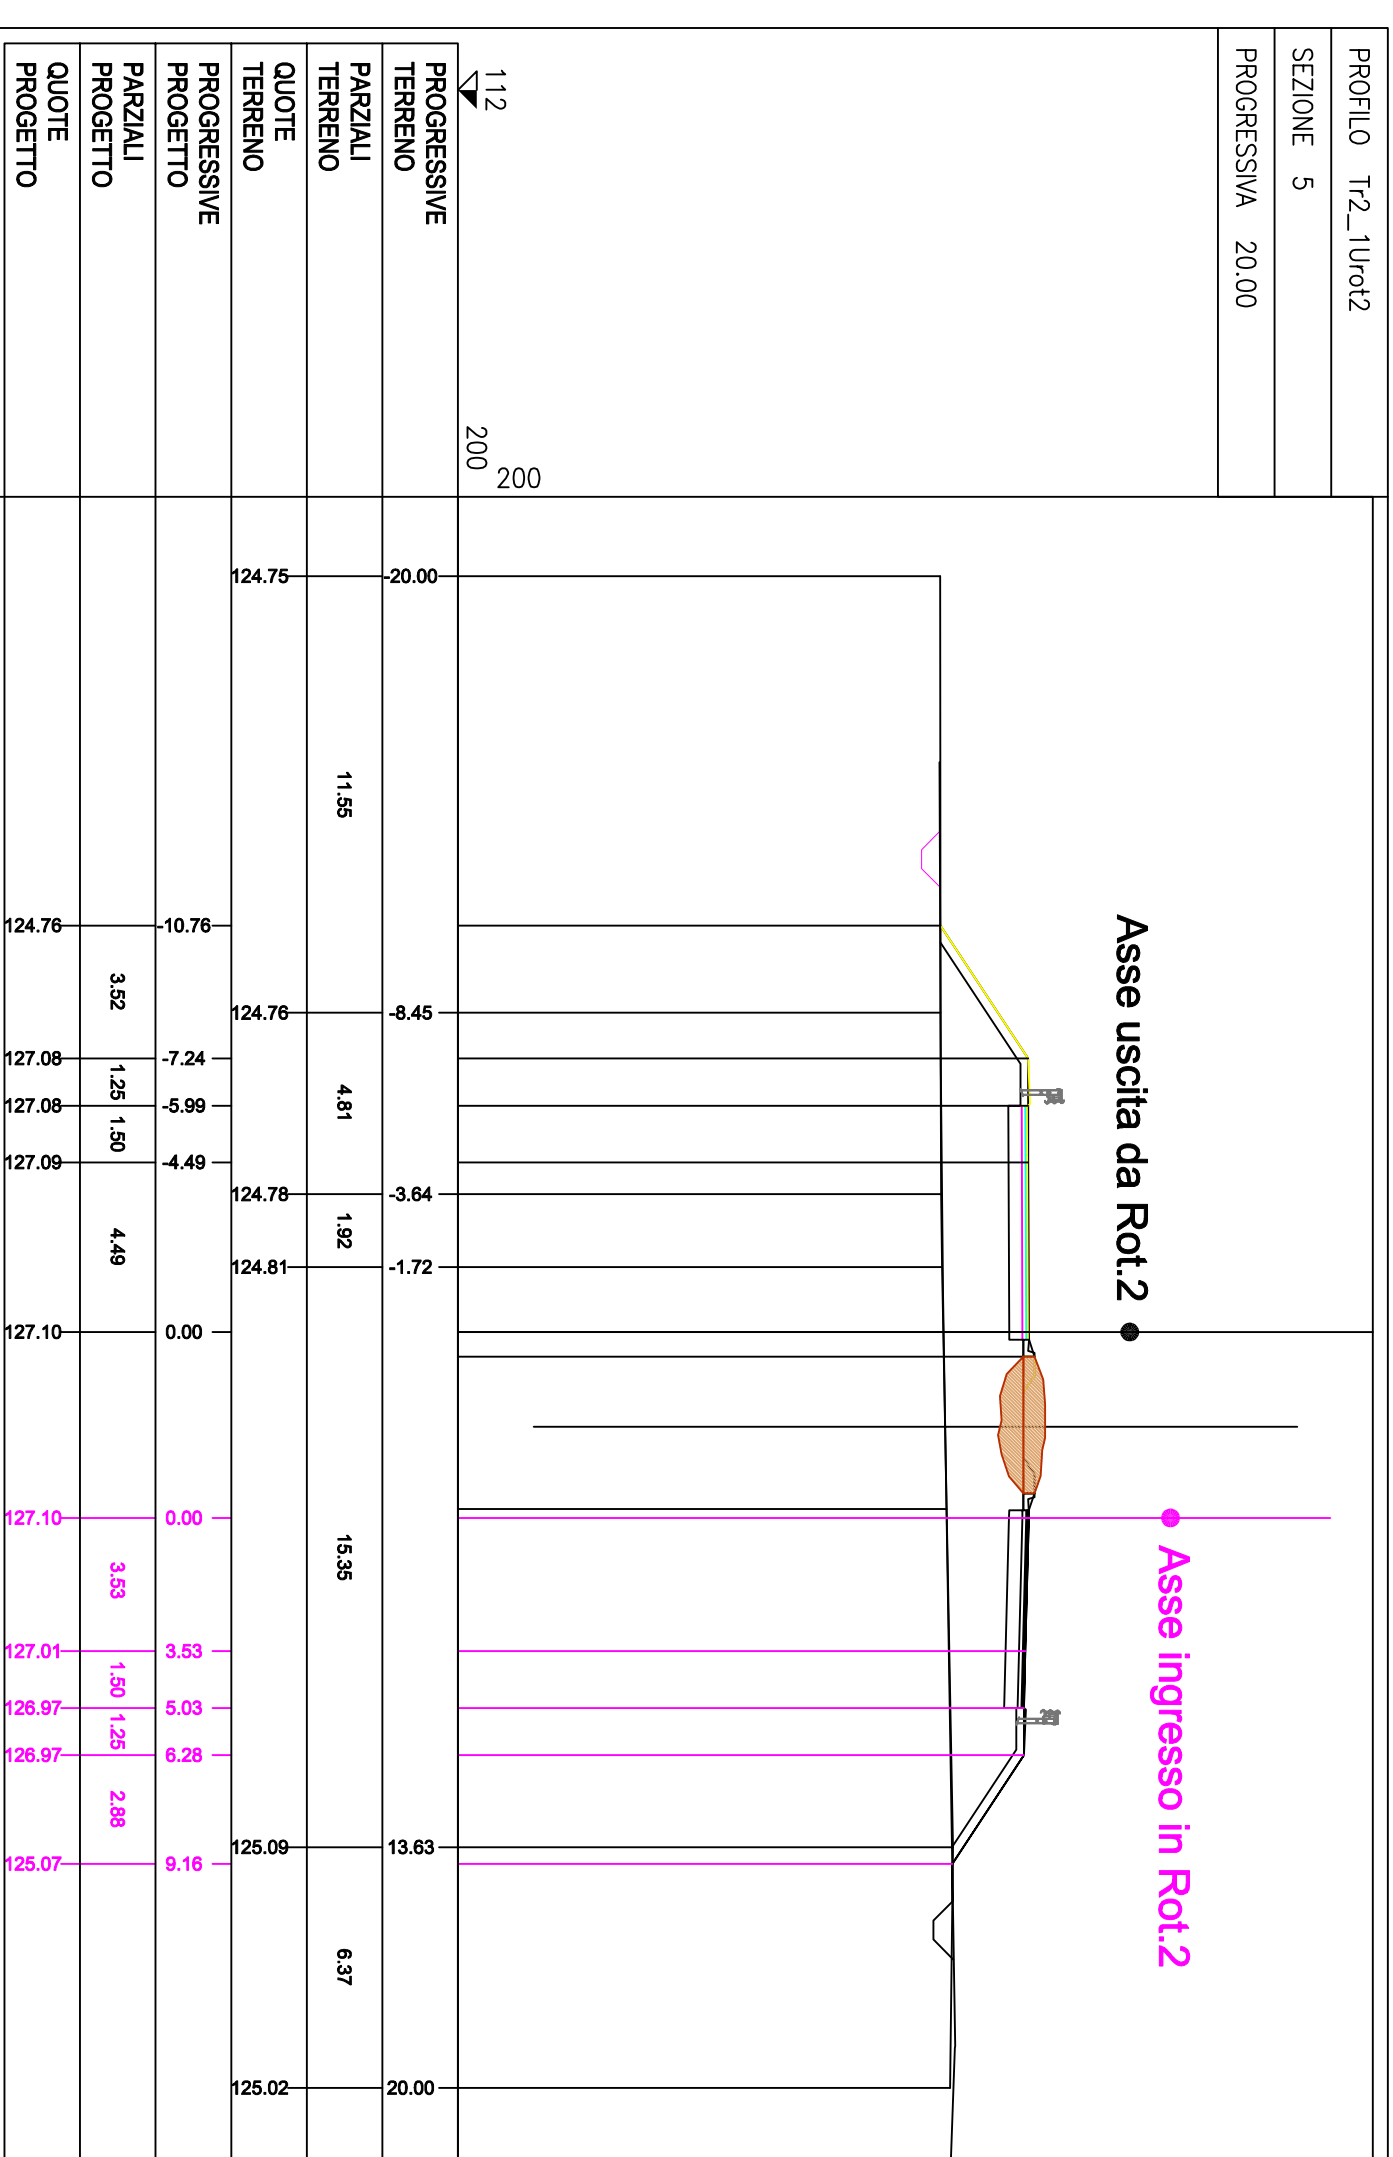 PROFILO Tr2_1Urot2
SEZIONE 5
PROGRESSIVA 20.00
Asse ingresso in Rot.2
Asse uscita da Rot.2
112
200
200
PROGRESSIVE
TERRENO
-20.00 -8.45 -3.64 -1.72 13.63 20.00
PARZIALI
TERRENO
11.55 4.81 1.92 15.35 6.37
QUOTE
TERRENO
124.75 124.76 124.78 124.81 125.09 125.02
PROGRESSIVE
PROGETTO
-10.76 -7.24 -5.99 -4.49 0.00 0.00 3.53 5.03 6.28 9.16
PARZIALI
PROGETTO
3.52 1.25 1.50 4.49 3.53 1.50 1.25 2.88
QUOTE
PROGETTO
124.76 127.08 127.08 127.09 127.10 127.10 127.01 126.97 126.97 125.07